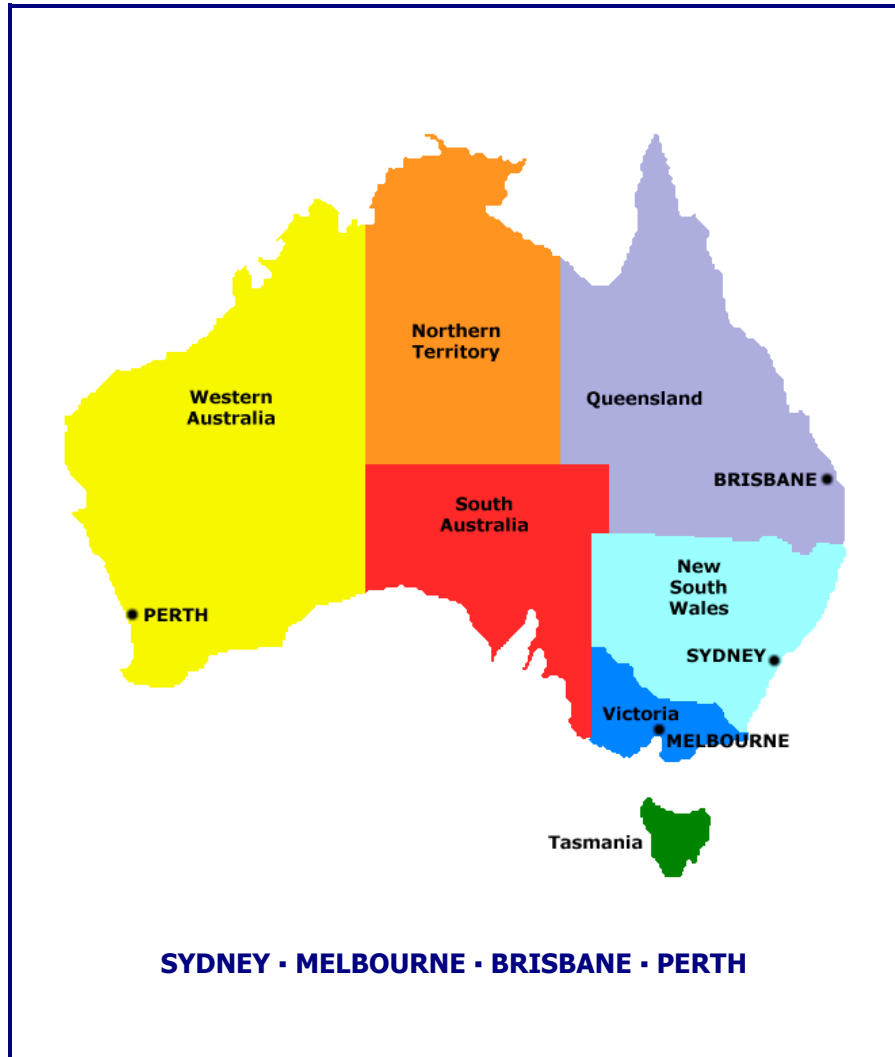 Northern
Territory
Western
Australia
Queensland
BRISBANE
South
Australia
New
South
Wales
PERTH
SYDNEY
Victoria
MELBOURNE
Tasmania
SYDNEY · MELBOURNE · BRISBANE · PERTH